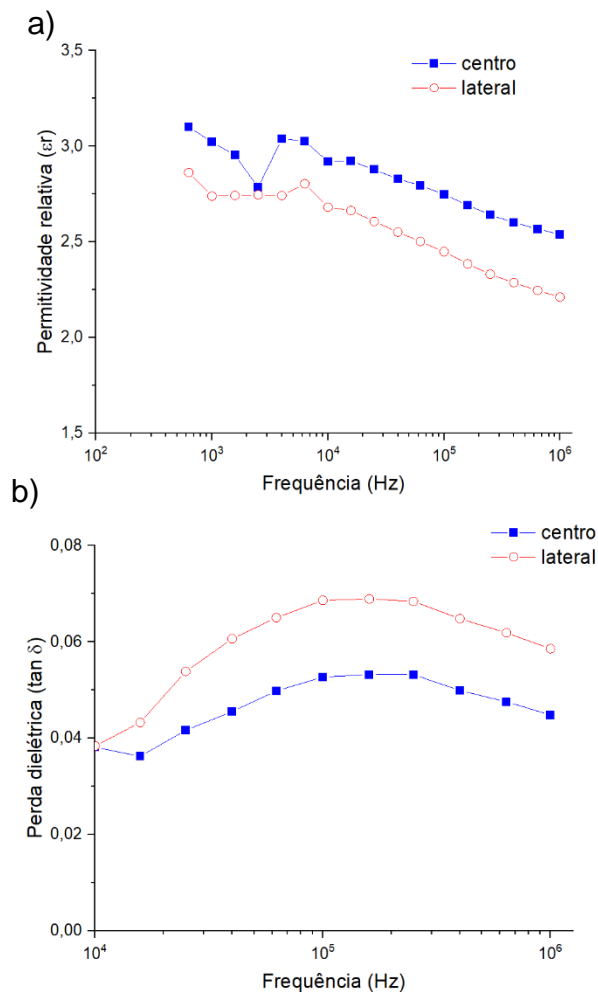 a)
centro
lateral
3,5
3,0
2,5
2,0
1,5
Permitividade relativa (εr)
10²
10³
10⁴
10⁵
10⁶
Frequência (Hz)
b)
centro
lateral
0,08
0,06
0,04
0,02
0,00
Perda dielétrica (tan δ)
10⁴
10⁵
10⁶
Frequência (Hz)